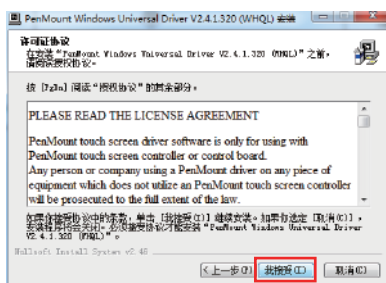 PenMount Windows Universal Driver V2.4.1.320 (WHQL) 安装
许可证协议
在安装 "PenMount Windows Universal Driver V2.4.1.320 (WHQL)" 之前,
请阅读授权协议。
按 [PgDn] 阅读 "授权协议" 的其余部分。
PLEASE READ THE LICENSE AGREEMENT
PenMount touch screen driver software is only for using with
PenMount touch screen controller or control board.
Any person or company using a PenMount driver on any piece of
equipment which does not utilize an PenMount touch screen controller
will be prosecuted to the full extent of the law.
如果你接受协议中的条款,单击 [我接受(I)] 继续安装。如果你选定 [取消(C)] ,
安装程序将会关闭。必须接受协议才能安装 "PenMount Windows Universal Driver
V2.4.1.320 (WHQL)" 。
Nullsoft Install System v2.40
<上一步(P) 我接受(I) 取消(C)